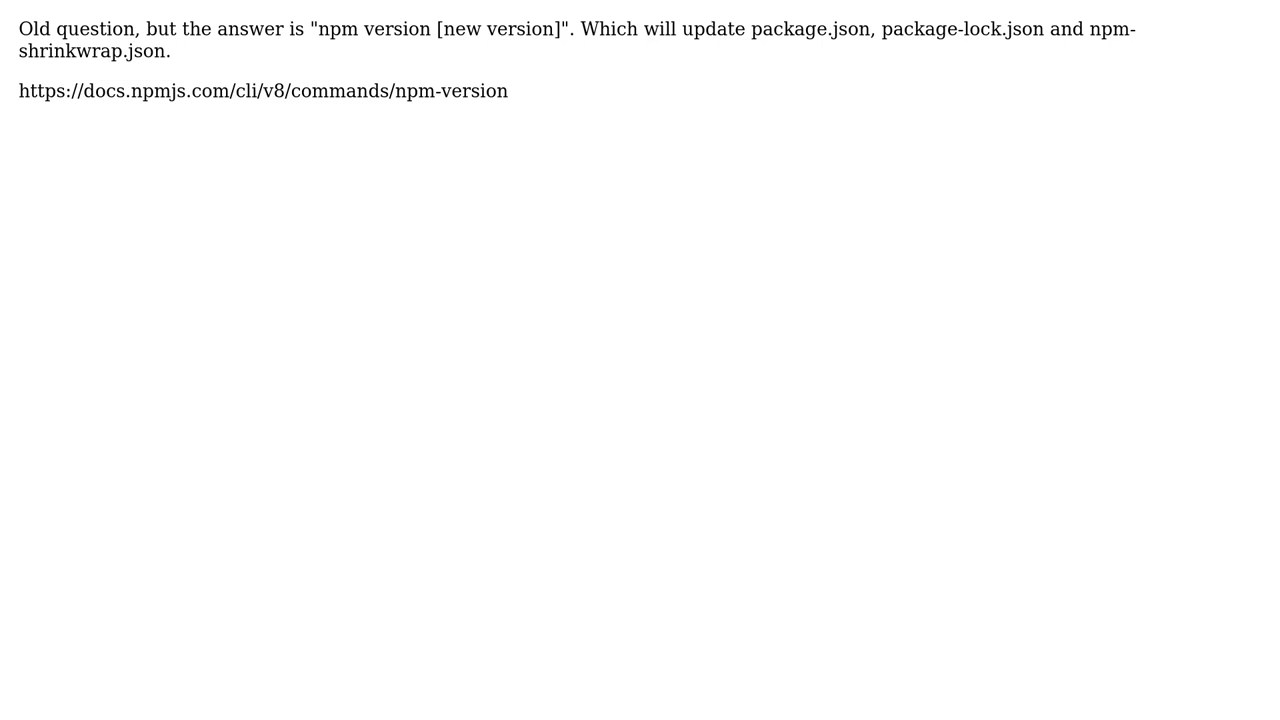 Old question, but the answer is "npm version [new version]". Which will update package.json, package-lock.json and npm-
shrinkwrap.json.
https://docs.npmjs.com/cli/v8/commands/npm-version